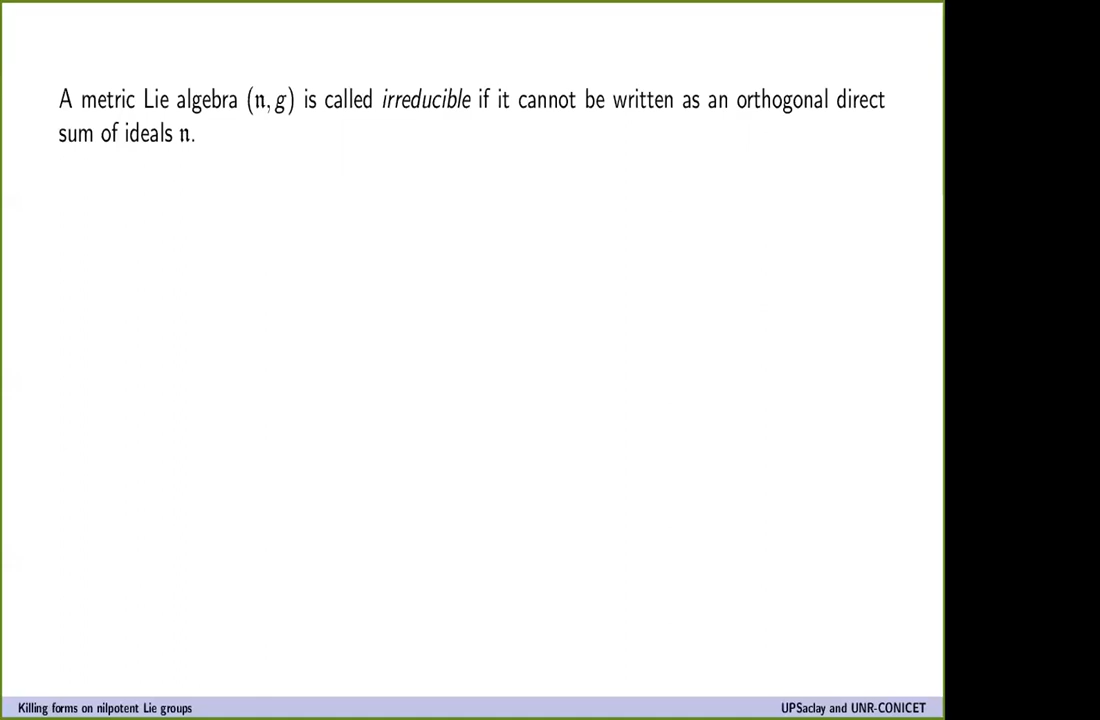 A metric Lie algebra (𝔫, g) is called irreducible if it cannot be written as an orthogonal direct
sum of ideals 𝔫.
Killing forms on nilpotent Lie groups
UPSaclay and UNR-CONICET